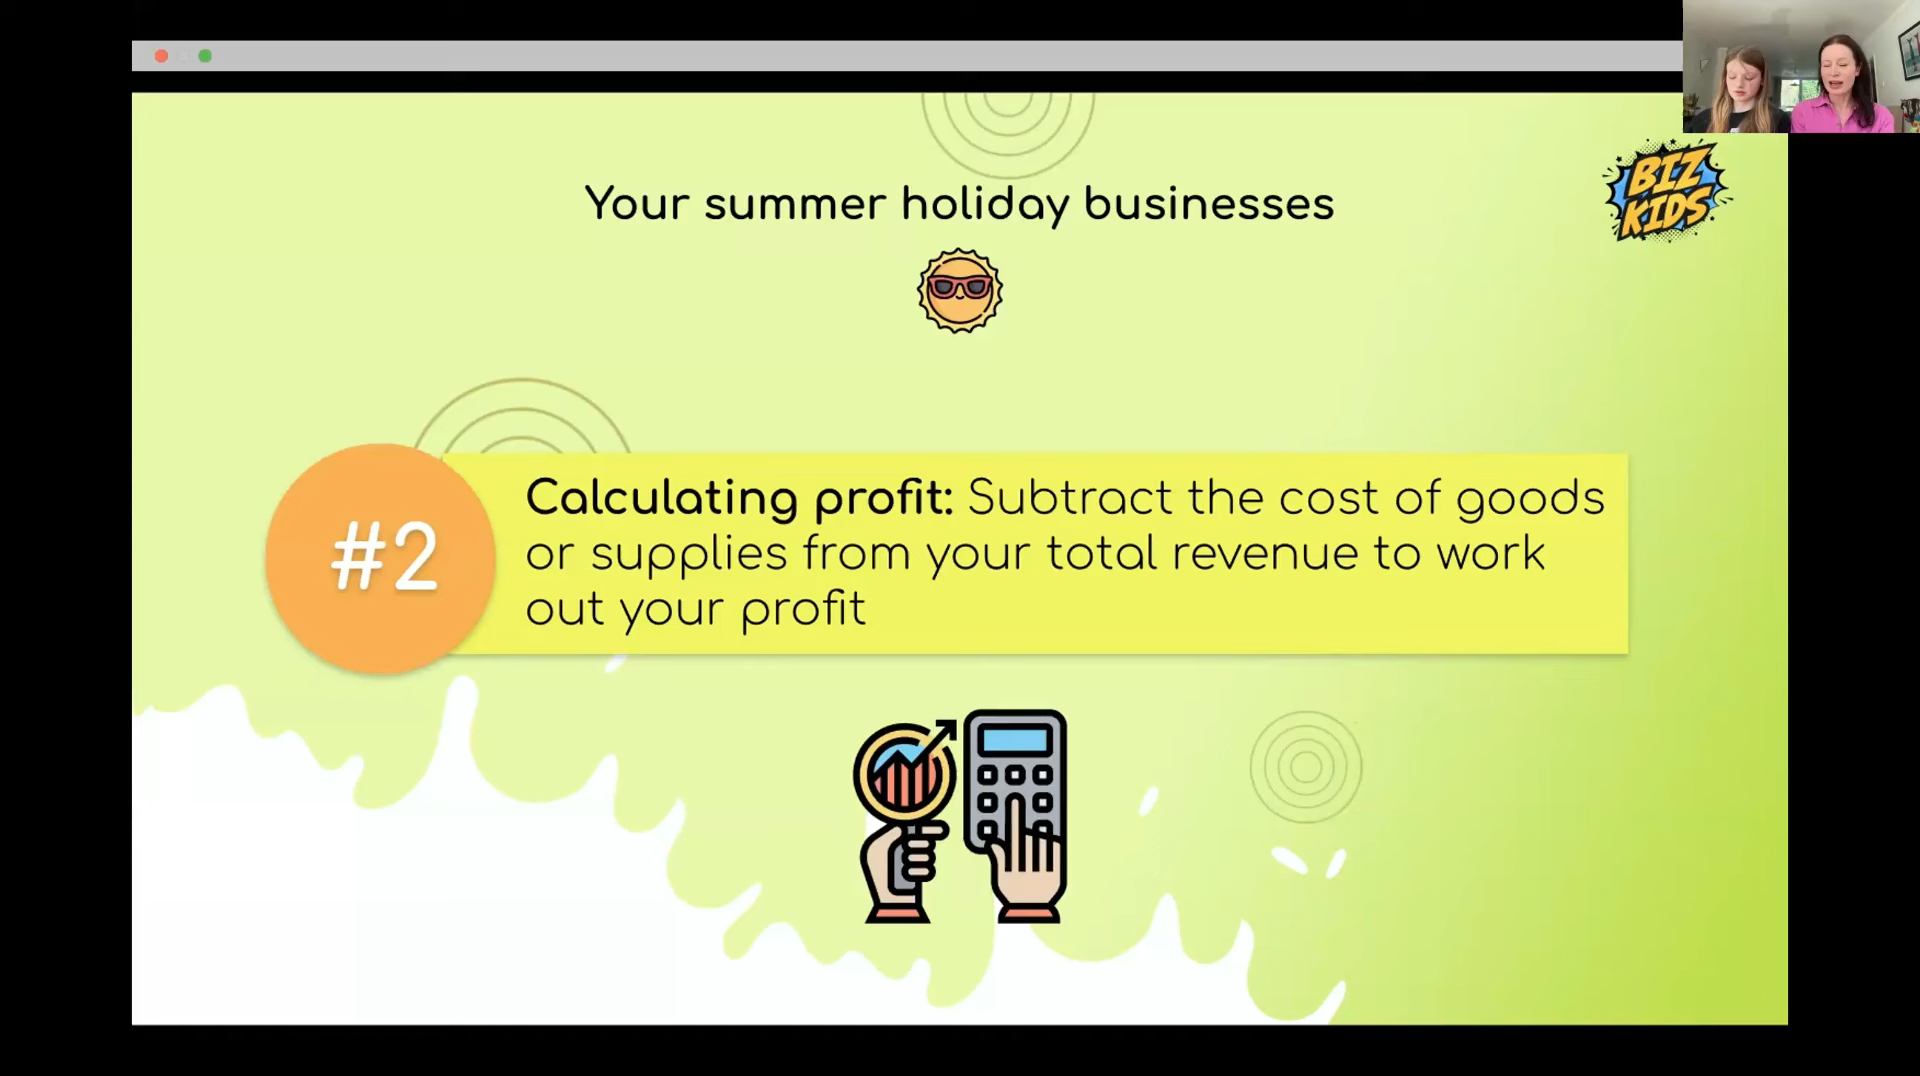 Your summer holiday businesses
BIZ
KIDS
#2
Calculating profit: Subtract the cost of goods
or supplies from your total revenue to work
out your profit